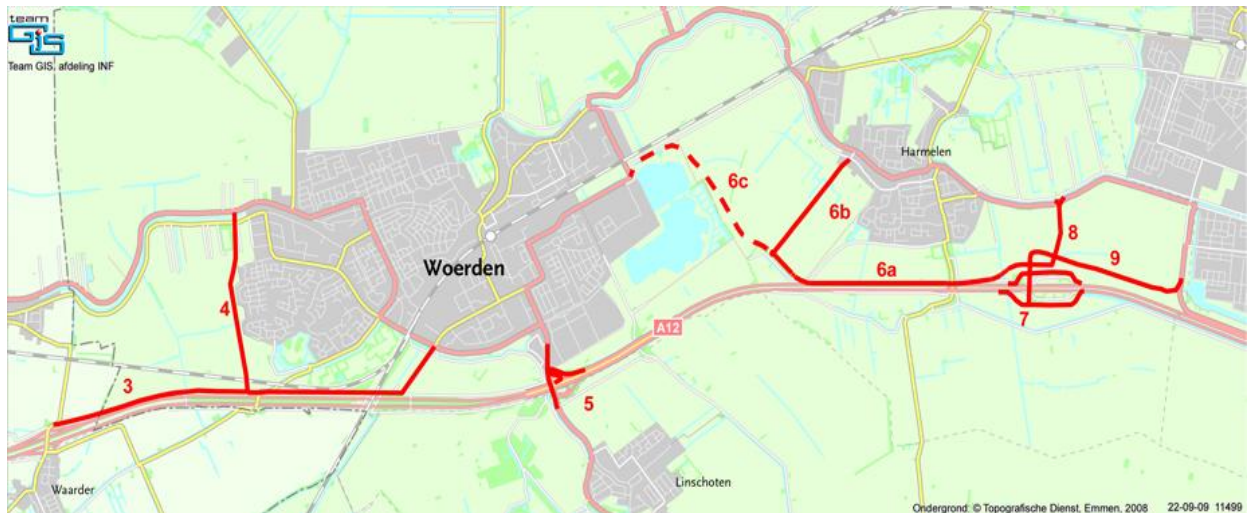 team
GIS
Team GIS, afdeling INF
Harmelen
6c
6b
8
9
6a
Woerden
4
A12
7
3
5
Waarder
Linschoten
Ondergrond: © Topografische Dienst, Emmen, 2008 22-09-09 11499